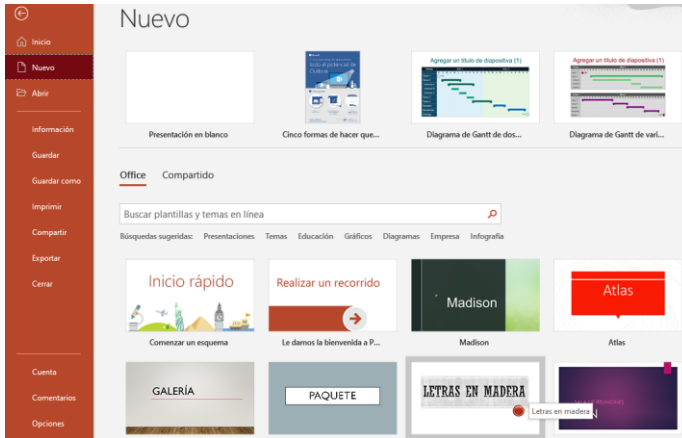 Nuevo
Inicio
Nuevo
Abrir
Información
Guardar
Guardar como
Imprimir
Compartir
Exportar
Cerrar
Cuenta
Comentarios
Opciones
Agregar un título de diapositiva (1)
Agregar un título de diapositiva (1)
Presentación en blanco
Cinco formas de hacer que...
Diagrama de Gantt de dos...
Diagrama de Gantt de vari...
Office Compartido
Buscar plantillas y temas en línea
Búsquedas sugeridas: Presentaciones Temas Educación Gráficos Diagramas Empresa Infografía
Inicio rápido
Realizar un recorrido
Madison
Atlas
Comenzar un esquema
Le damos la bienvenida a P...
Madison
Atlas
GALERÍA
PAQUETE
LETRAS EN MADERA
Letras en madera